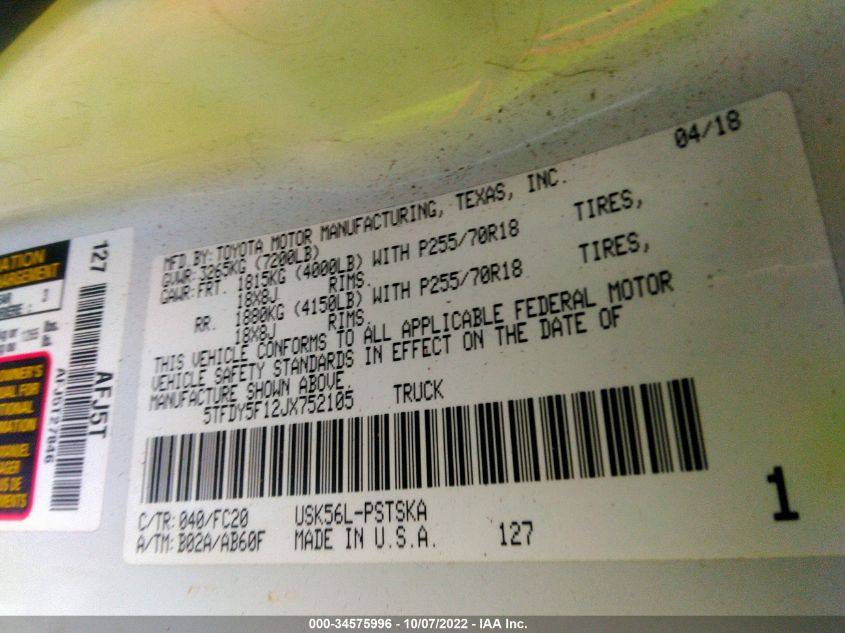 04/18
MFD. BY: TOYOTA MOTOR MANUFACTURING, TEXAS, INC.
GVWR: 3265KG (7200LB)
GAWR: FRT. 1815KG (4000LB) WITH P255/70R18 TIRES,
18X8J RIMS.
RR. 1880KG (4150LB) WITH P255/70R18 TIRES,
18X8J RIMS.
THIS VEHICLE CONFORMS TO ALL APPLICABLE FEDERAL MOTOR
VEHICLE SAFETY STANDARDS IN EFFECT ON THE DATE OF
MANUFACTURE SHOWN ABOVE.
5TFDY5F12JX752105 TRUCK
C/TR: 040/FC20 USK56L-PSTSKA
A/TM: B02A/AB60F MADE IN U.S.A. 127
1
127
AFJ5T
AFJ5T27846
000-34575996 - 10/07/2022 - IAA Inc.